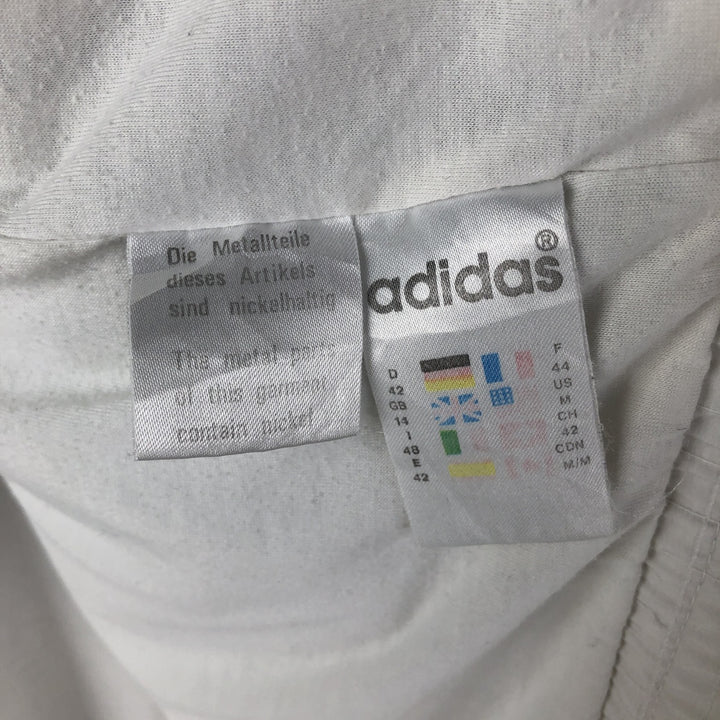 Die Metallteile
dieses Artikels
sind nickelhaltig
The metal parts
of this garment
contain nickel.
adidas®
D
42
GB
14
I
48
E
42
F
44
US
M
CH
42
CDN
M/M